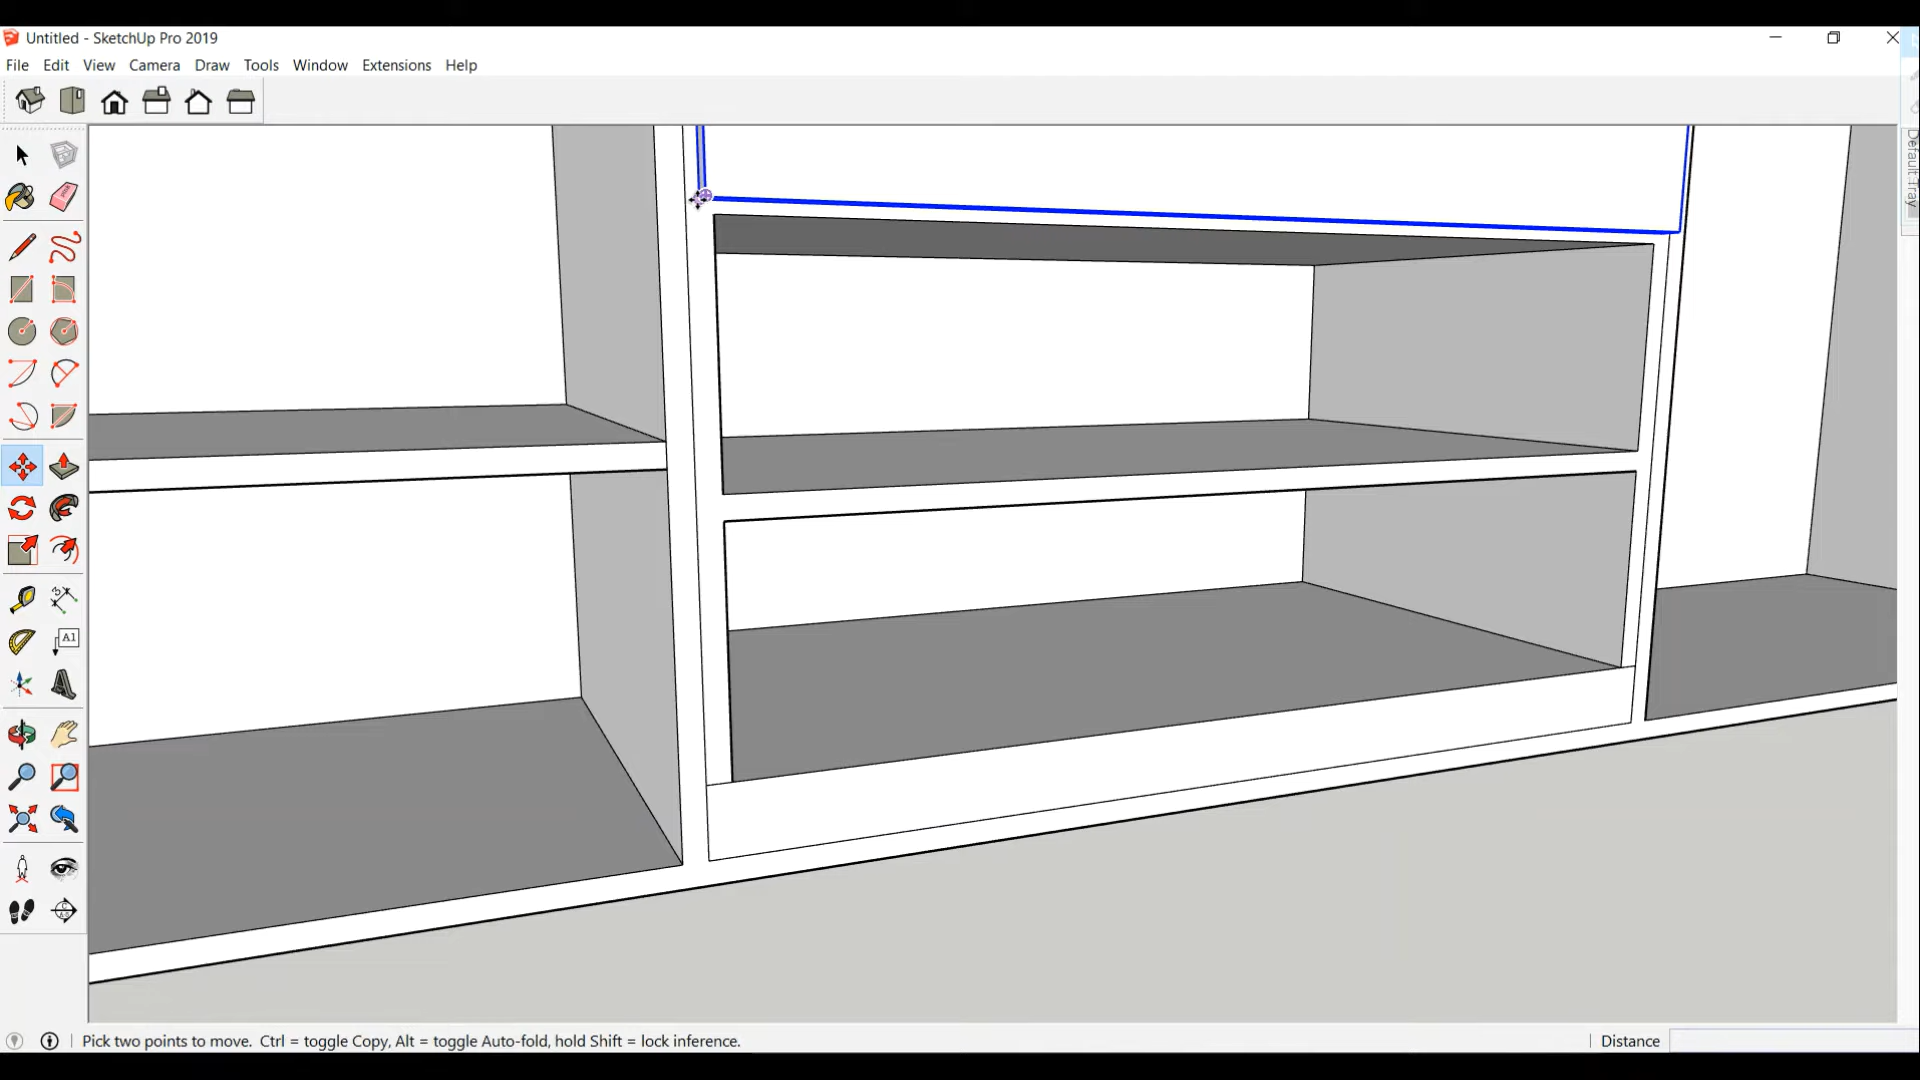 Untitled - SketchUp Pro 2019
File Edit View Camera Draw Tools Window Extensions Help
Default Tray
A1
Pick two points to move. Ctrl = toggle Copy, Alt = toggle Auto-fold, hold Shift = lock inference.
Distance